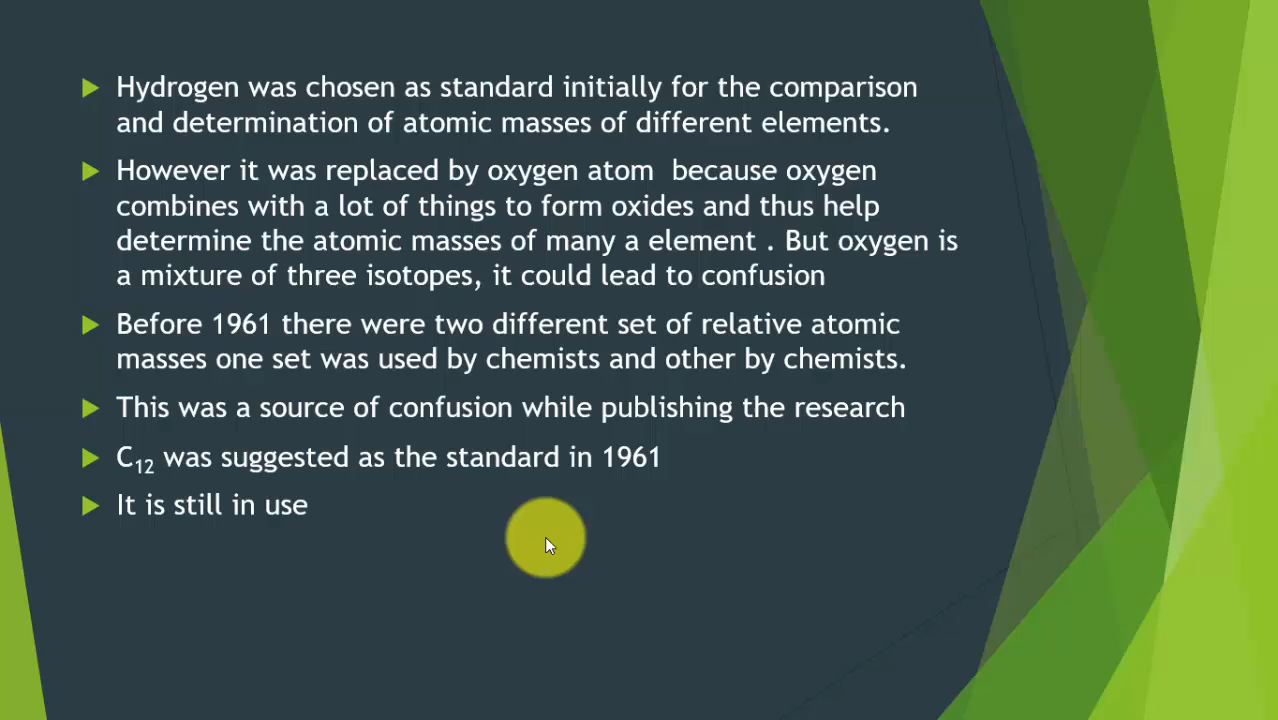 Hydrogen was chosen as standard initially for the comparison
and determination of atomic masses of different elements.
However it was replaced by oxygen atom  because oxygen
combines with a lot of things to form oxides and thus help
determine the atomic masses of many a element . But oxygen is
a mixture of three isotopes, it could lead to confusion
Before 1961 there were two different set of relative atomic
masses one set was used by chemists and other by chemists.
This was a source of confusion while publishing the research
C₁₂ was suggested as the standard in 1961
It is still in use